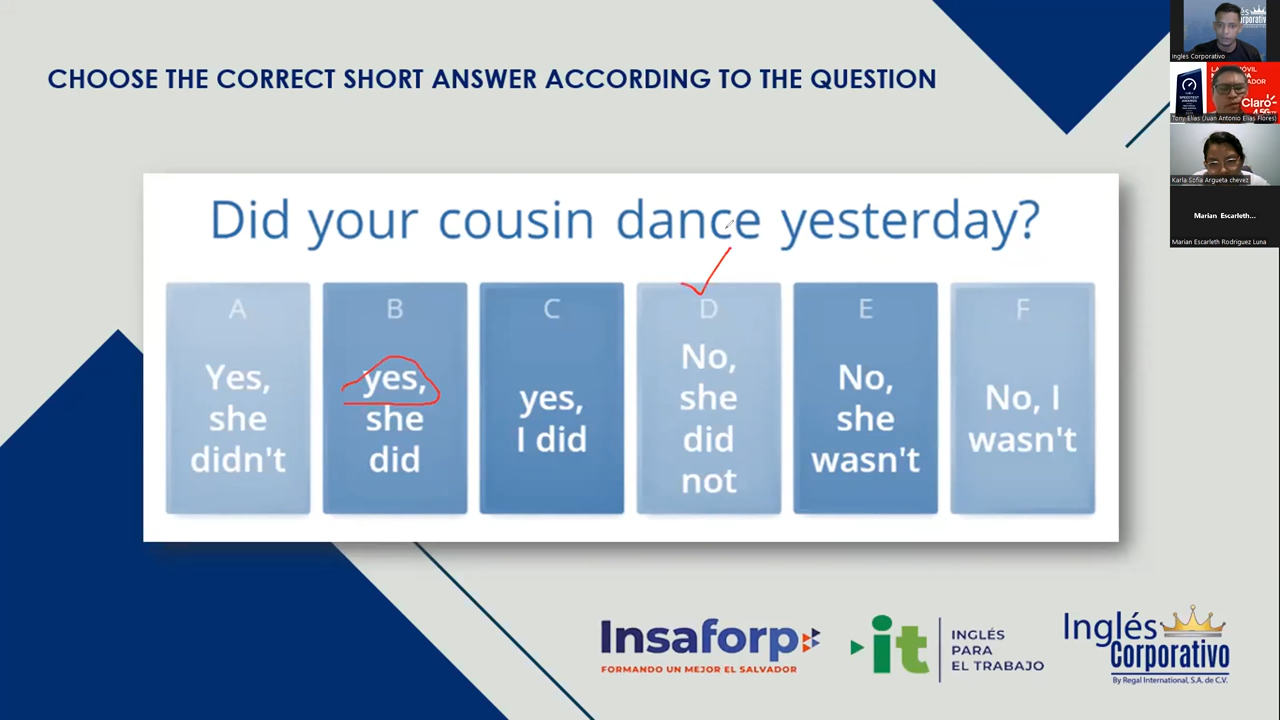 CHOOSE THE CORRECT SHORT ANSWER ACCORDING TO THE QUESTION
Did your cousin dance yesterday?
A
Yes,
she
didn't
B
yes,
she
did
C
yes,
I did
D
No,
she
did
not
E
No,
she
wasn't
F
No, I
wasn't
Insaforp
FORMANDO UN MEJOR EL SALVADOR
it
INGLÉS
PARA
EL TRABAJO
Inglés
Corporativo
By Regal International, S.A. de C.V.
Inglés Corporativo
Claro
Tony Elias (Juan Antonio Elias Flores)
Karla Sofia Argueta chevez
Marian Escarleth...
Marian Escarleth Rodriguez Luna